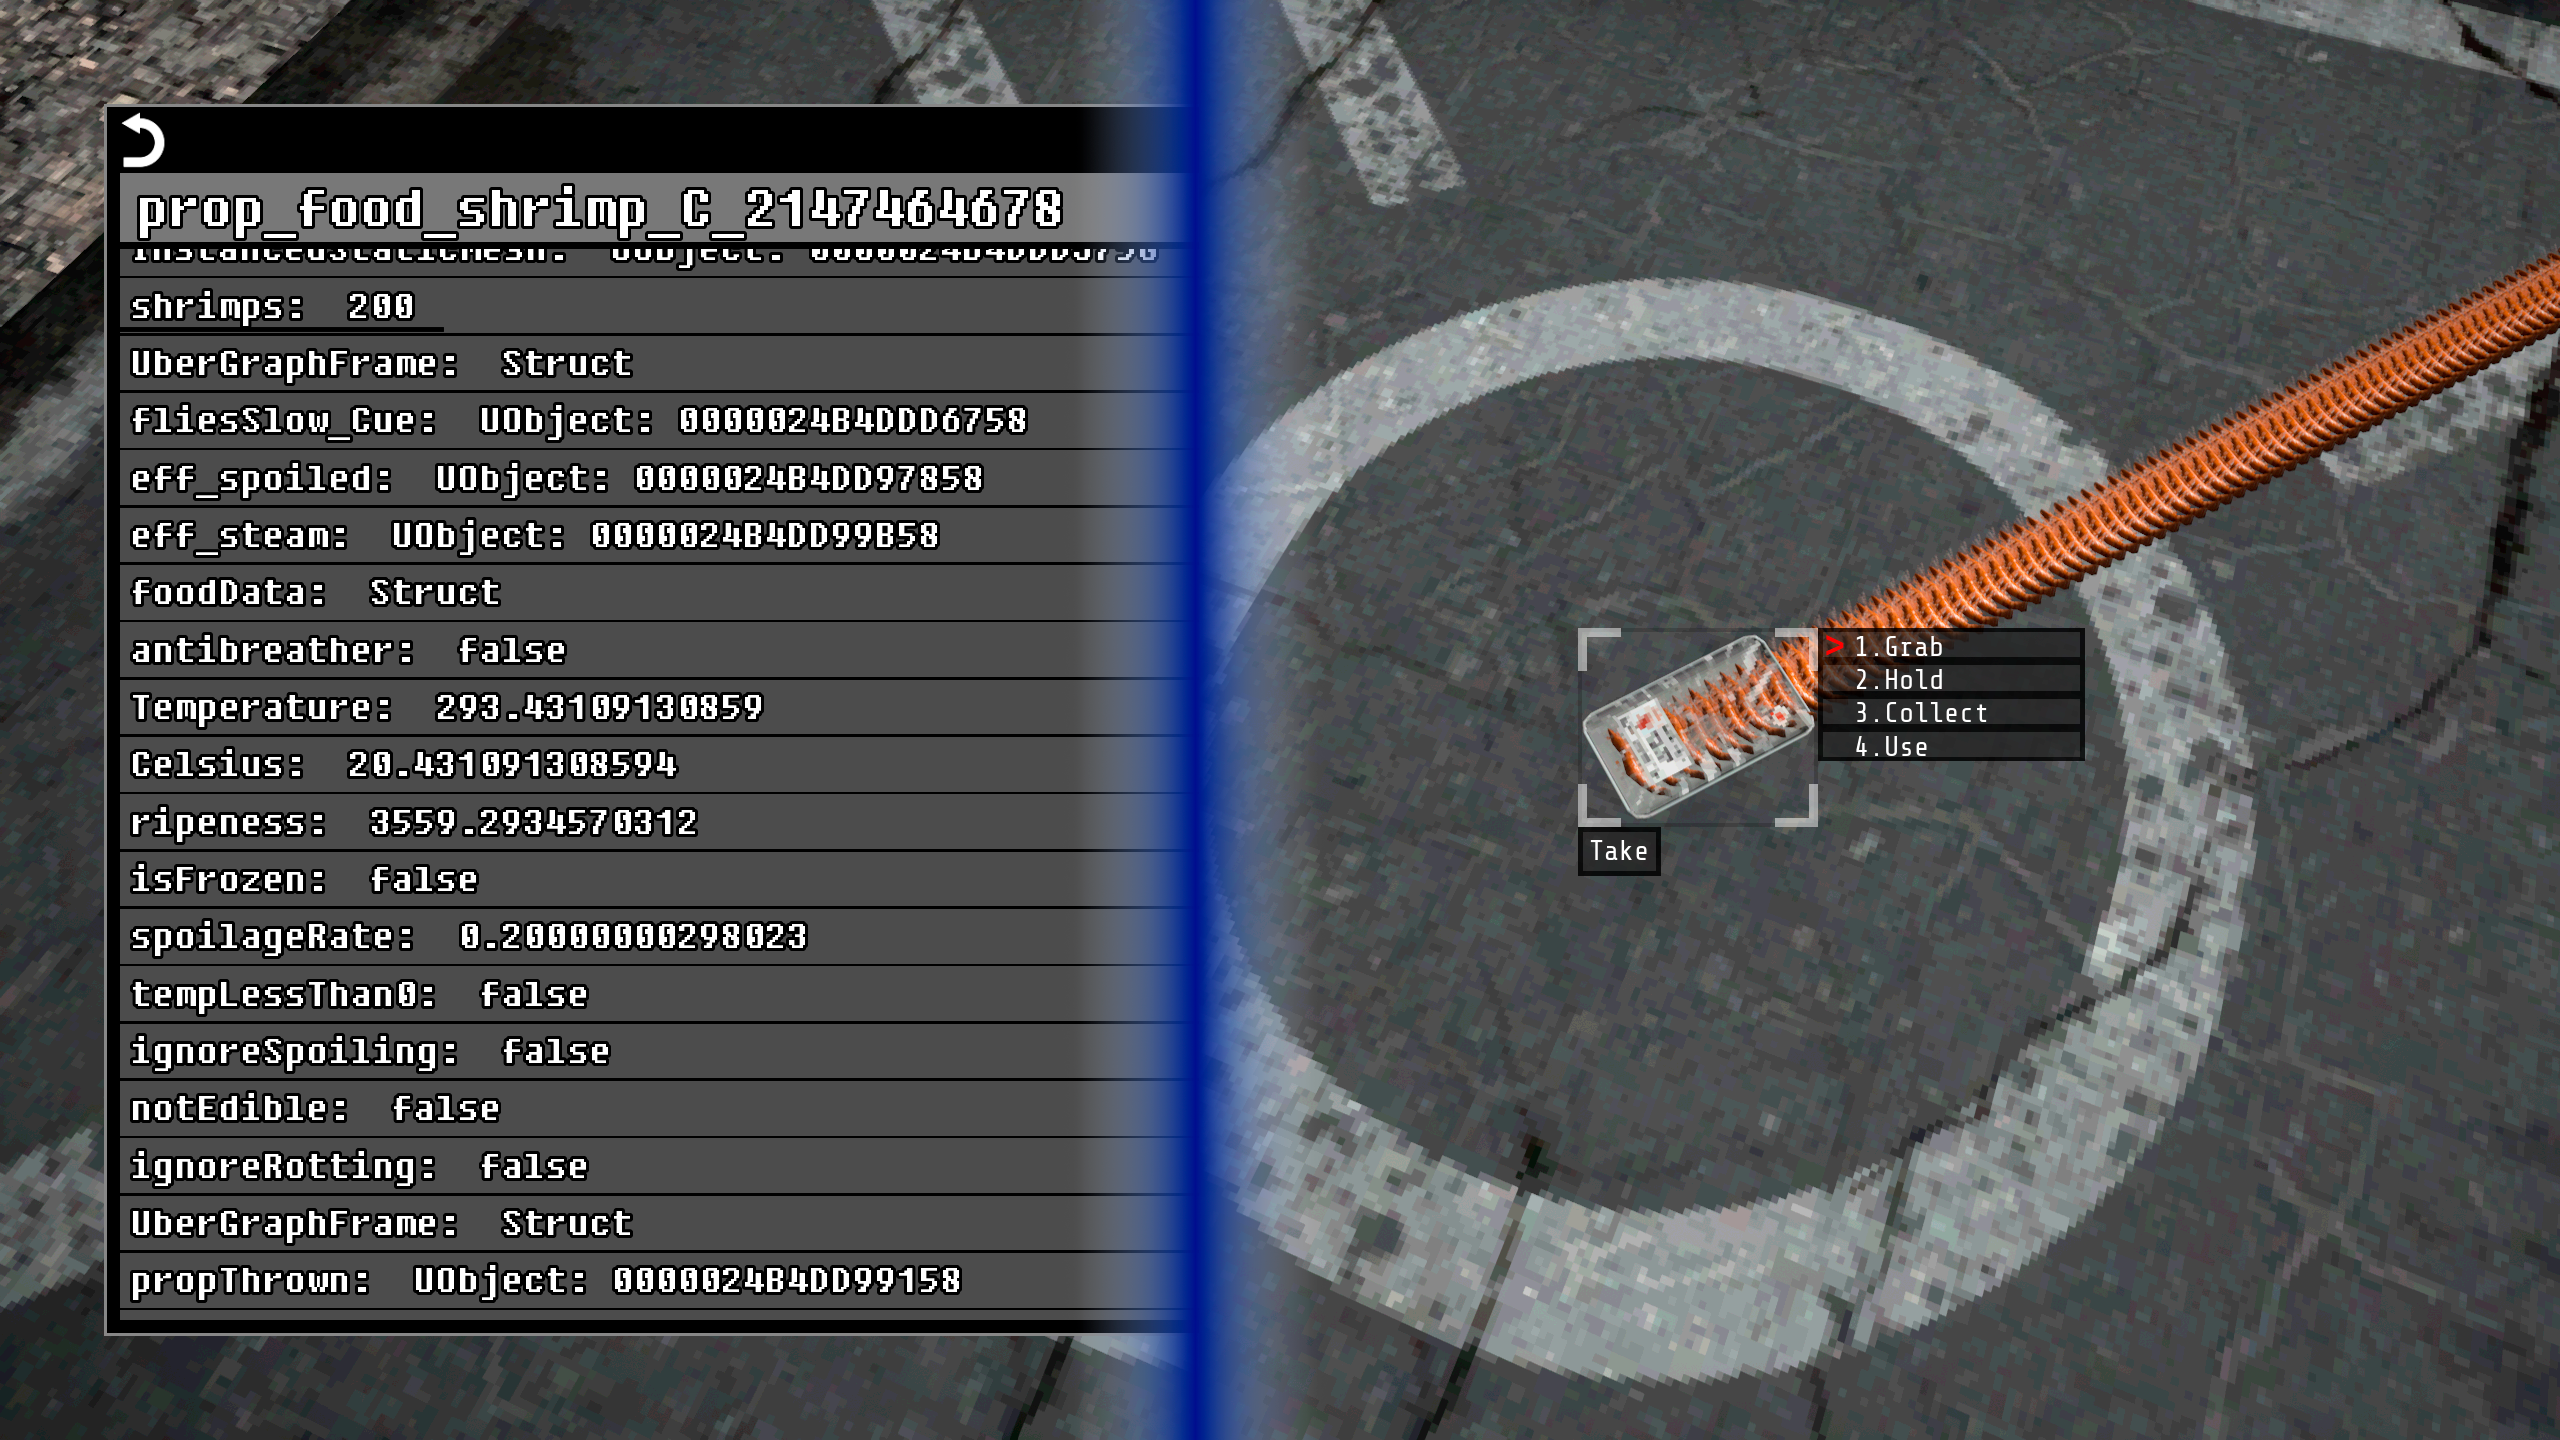 prop_food_shrimp_C_2147464678
shrimps: 200
UberGraphFrame: Struct
fliesSlow_Cue: UObject: 0000024B4DDD6758
eff_spoiled: UObject: 0000024B4DD97858
eff_steam: UObject: 0000024B4DD99B58
foodData: Struct
antibreather: false
Temperature: 293.43109130859
Celsius: 20.431091308594
ripeness: 3559.2934570312
isFrozen: false
spoilageRate: 0.20000000298023
tempLessThan0: false
ignoreSpoiling: false
notEdible: false
ignoreRotting: false
UberGraphFrame: Struct
propThrown: UObject: 0000024B4DD99158
> 1.Grab
2.Hold
3.Collect
4.Use
Take